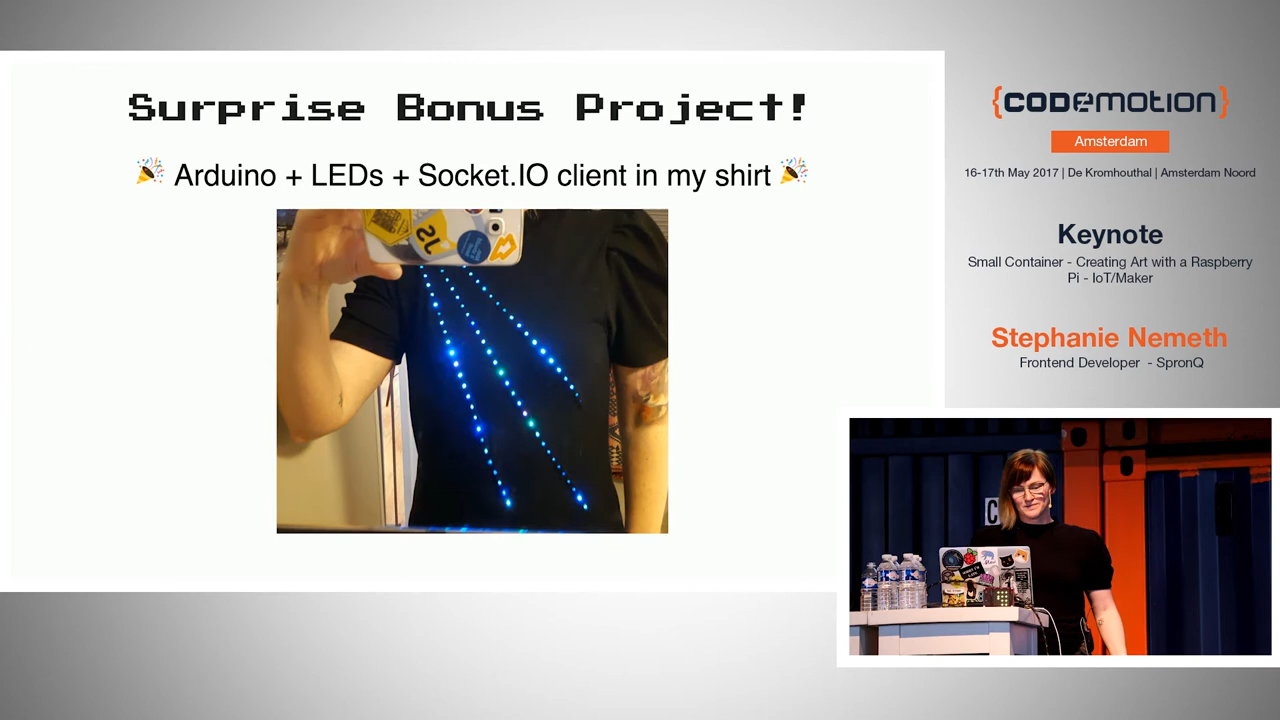 Surprise Bonus Project!
Arduino + LEDs + Socket.IO client in my shirt
JS
{CODEMOTION}
Amsterdam
16-17th May 2017 | De Kromhouthal | Amsterdam Noord
Keynote
Small Container - Creating Art with a Raspberry
Pi - IoT/Maker
Stephanie Nemeth
Frontend Developer - SpronQ
C